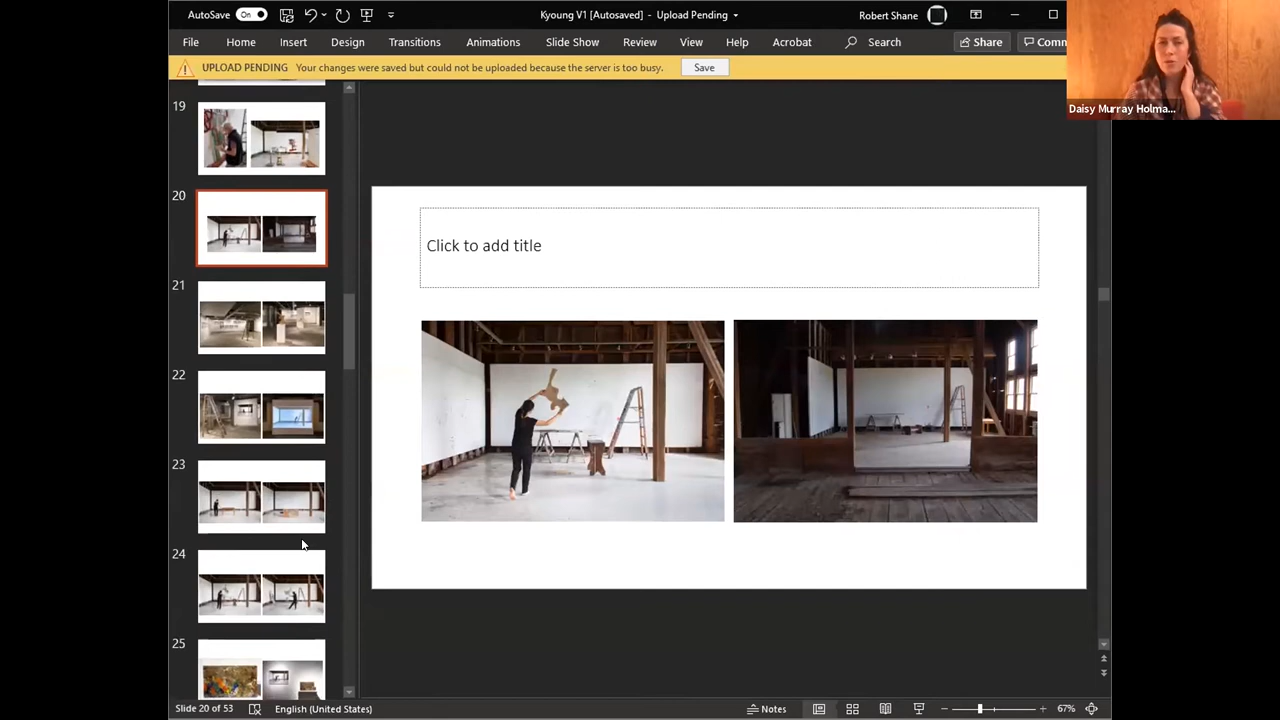 AutoSave On Kyoung V1 [Autosaved] - Upload Pending Robert Shane
File Home Insert Design Transitions Animations Slide Show Review View Help Acrobat Search Share Comm
UPLOAD PENDING Your changes were saved but could not be uploaded because the server is too busy. Save
Daisy Murray Holma...
19
20
21
22
23
24
25
Click to add title
Slide 20 of 53 English (United States) Notes 67%